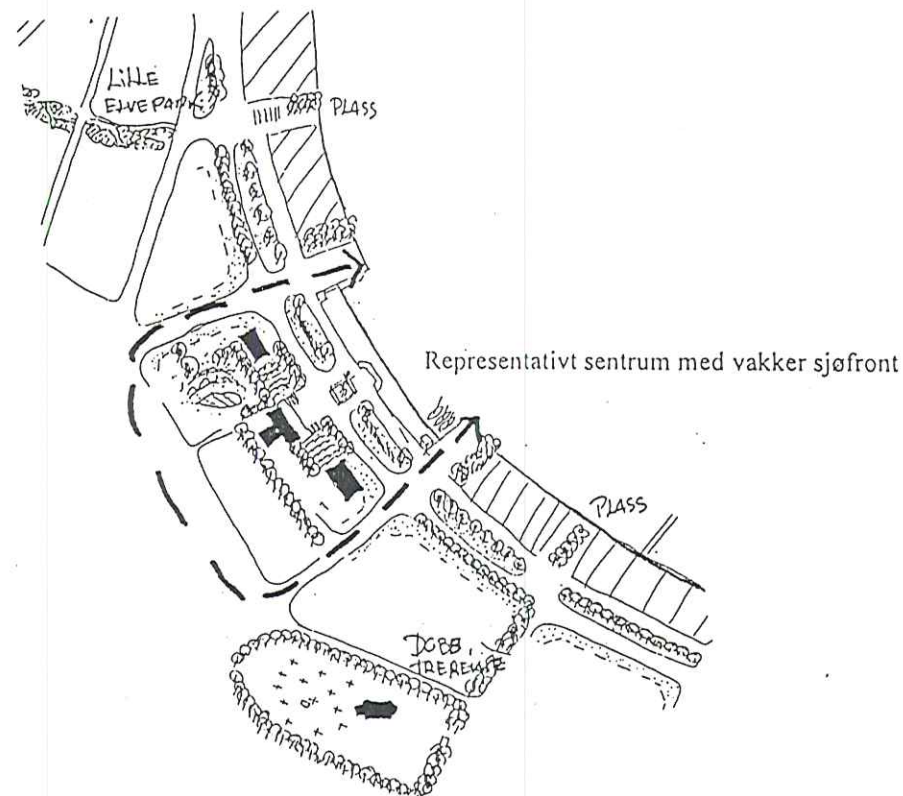 LILLE
ELVEPARK
PLASS
Representativt sentrum med vakker sjøfront
PLASS
DOBB.
TREREKKE